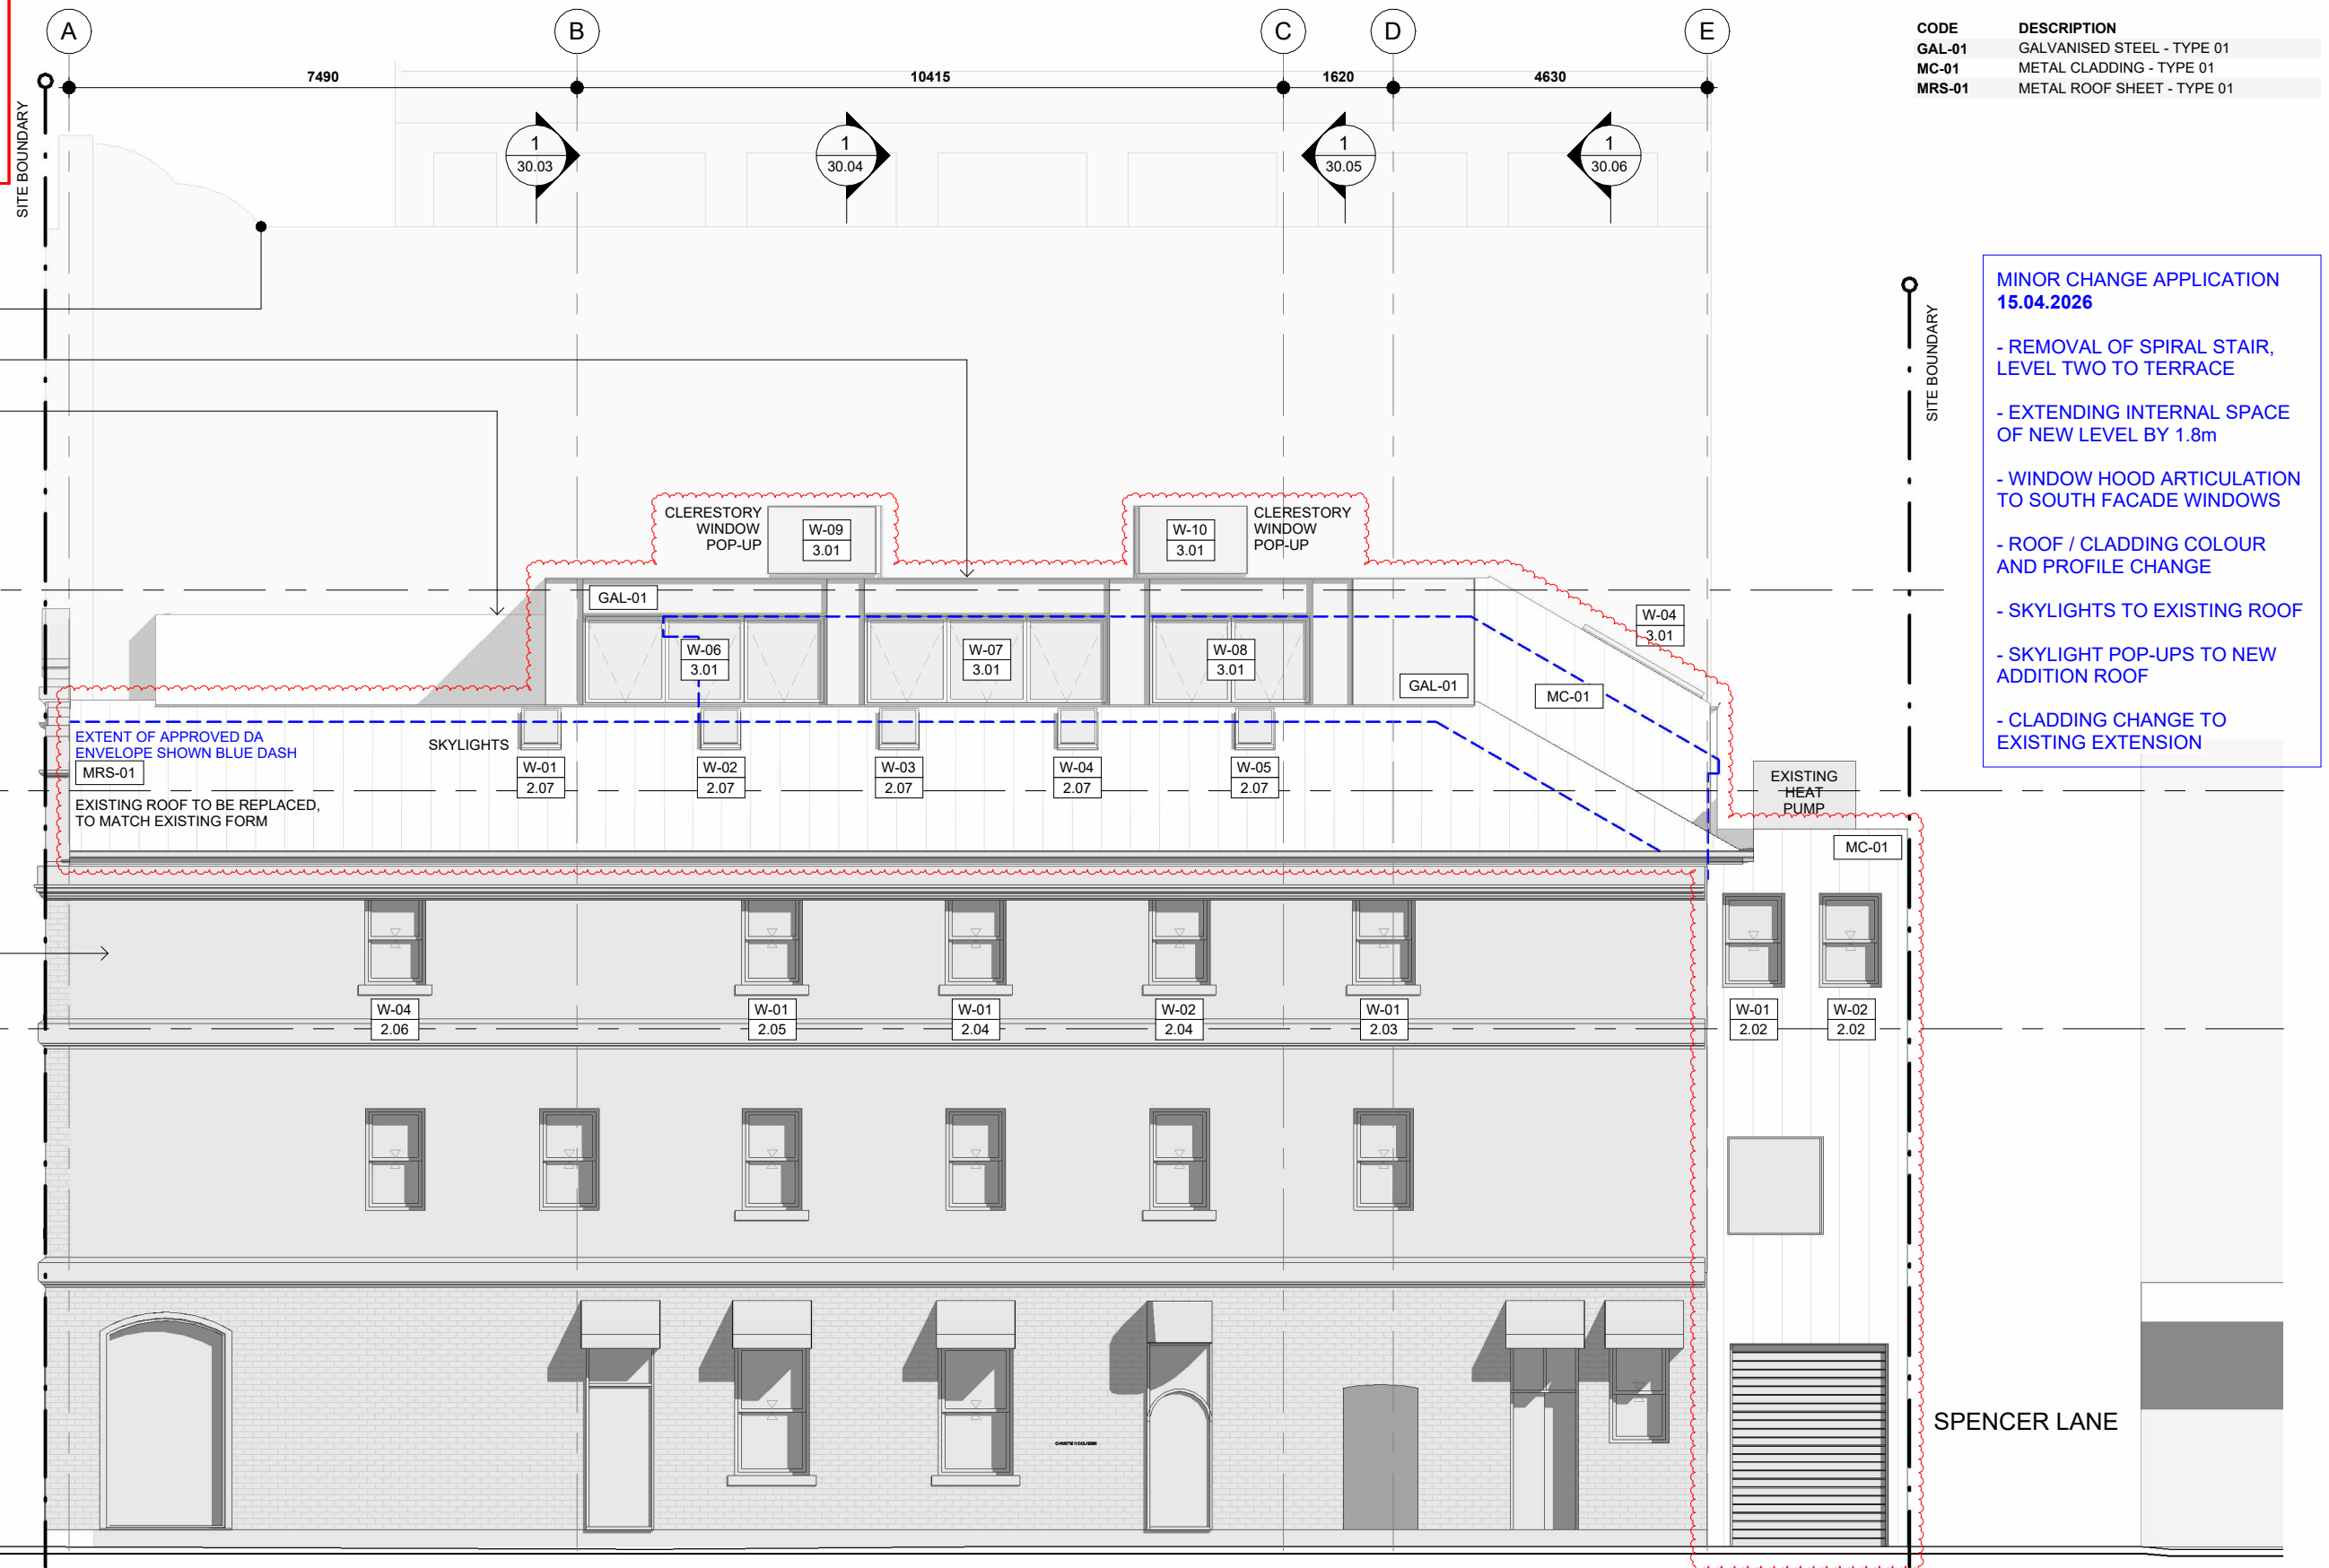 A
B
C
D
E
7490
10415
1620
4630
CODE DESCRIPTION
GAL-01 GALVANISED STEEL - TYPE 01
MC-01 METAL CLADDING - TYPE 01
MRS-01 METAL ROOF SHEET - TYPE 01
SITE BOUNDARY
1
30.03
1
30.04
1
30.05
1
30.06
SITE BOUNDARY
MINOR CHANGE APPLICATION
15.04.2026
- REMOVAL OF SPIRAL STAIR,
LEVEL TWO TO TERRACE
- EXTENDING INTERNAL SPACE
OF NEW LEVEL BY 1.8m
- WINDOW HOOD ARTICULATION
TO SOUTH FACADE WINDOWS
- ROOF / CLADDING COLOUR
AND PROFILE CHANGE
- SKYLIGHTS TO EXISTING ROOF
- SKYLIGHT POP-UPS TO NEW
ADDITION ROOF
- CLADDING CHANGE TO
EXISTING EXTENSION
CLERESTORY
WINDOW
POP-UP
W-09
3.01
W-10
3.01
CLERESTORY
WINDOW
POP-UP
GAL-01
W-04
3.01
W-06
3.01
W-07
3.01
W-08
3.01
GAL-01
MC-01
EXTENT OF APPROVED DA
ENVELOPE SHOWN BLUE DASH
MRS-01
EXISTING ROOF TO BE REPLACED,
TO MATCH EXISTING FORM
SKYLIGHTS
W-01
2.07
W-02
2.07
W-03
2.07
W-04
2.07
W-05
2.07
EXISTING
HEAT
PUMP
MC-01
W-04
2.06
W-01
2.05
W-01
2.04
W-02
2.04
W-01
2.03
W-01
2.02
W-02
2.02
SPENCER LANE